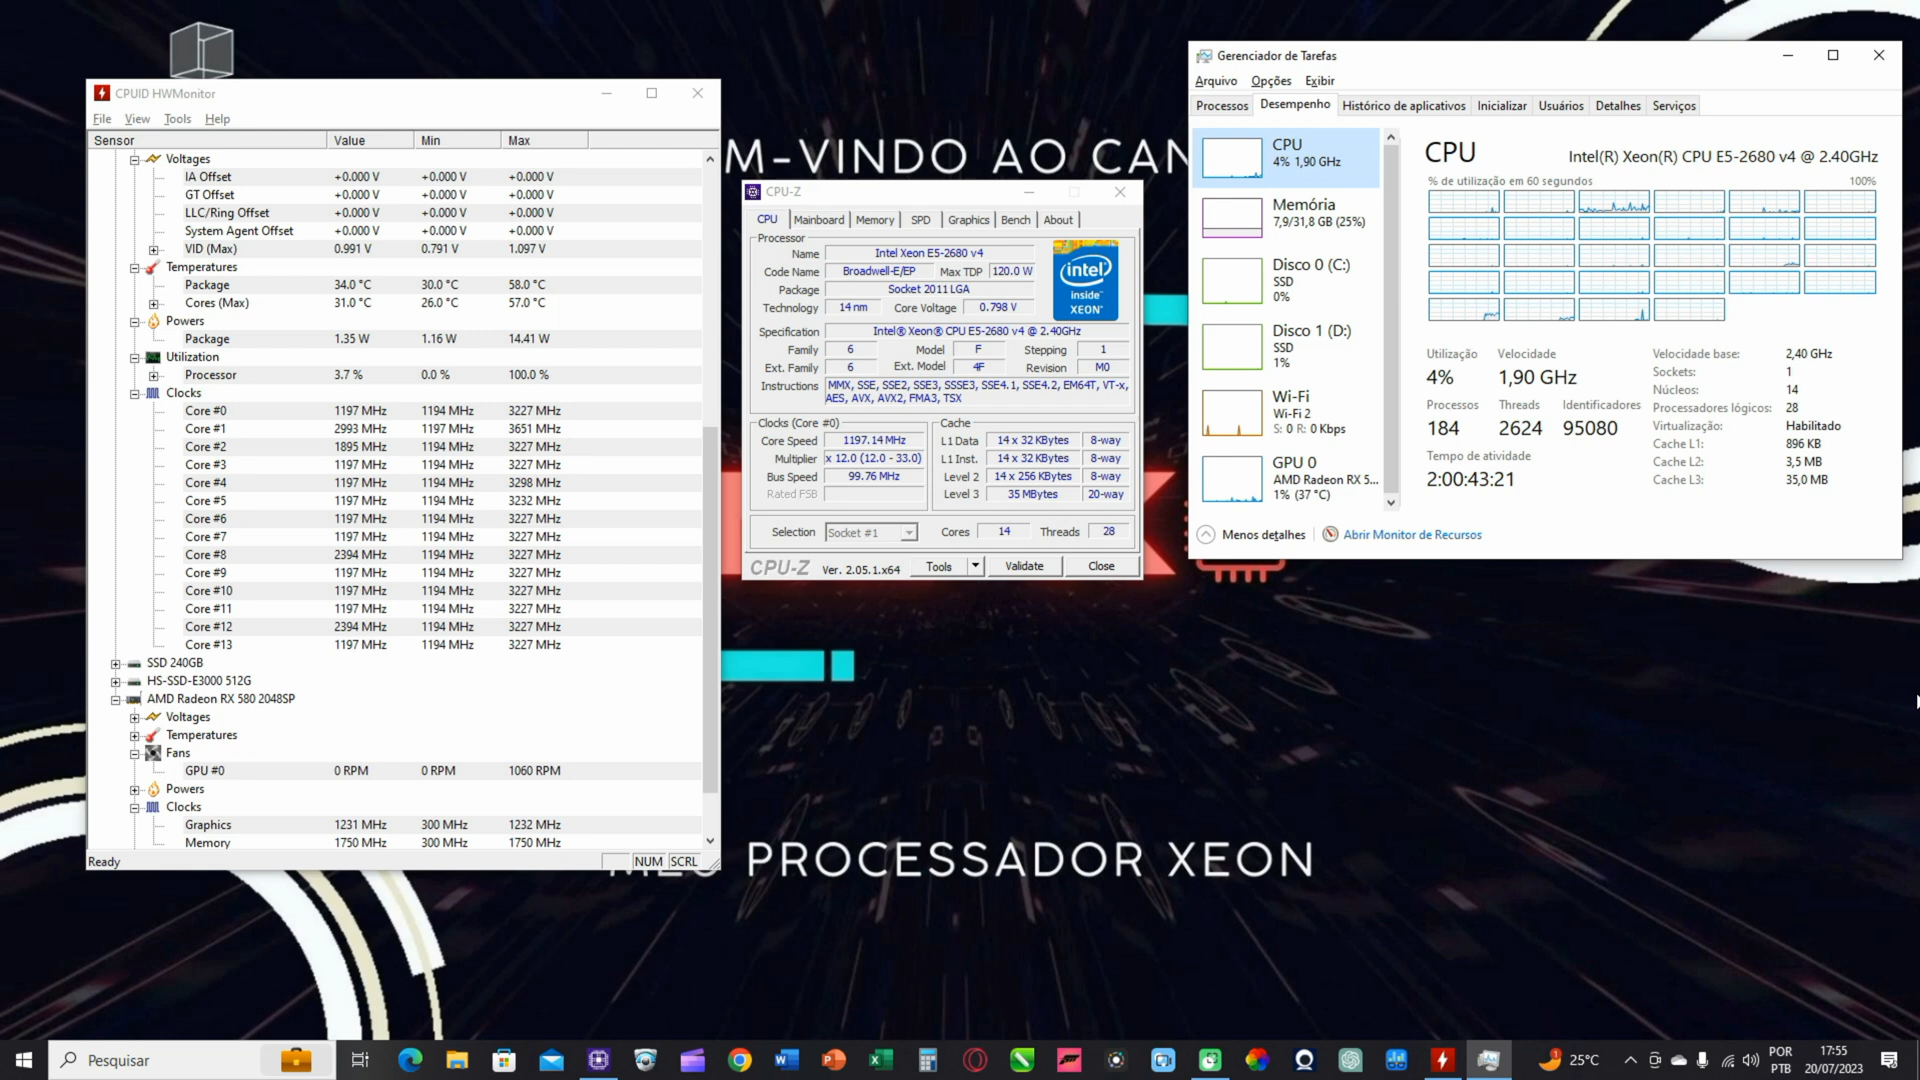 M-VINDO AO CAN
CPUID HWMonitor
File View Tools Help
Sensor Value Min Max
Voltages
IA Offset +0.000 V +0.000 V +0.000 V
GT Offset +0.000 V +0.000 V +0.000 V
LLC/Ring Offset +0.000 V +0.000 V +0.000 V
System Agent Offset +0.000 V +0.000 V +0.000 V
VID (Max) 0.991 V 0.791 V 1.097 V
Temperatures
Package 34.0 °C 30.0 °C 58.0 °C
Cores (Max) 31.0 °C 26.0 °C 57.0 °C
Powers
Package 1.35 W 1.16 W 14.41 W
Utilization
Processor 3.7 % 0.0 % 100.0 %
Clocks
Core #0 1197 MHz 1194 MHz 3227 MHz
Core #1 2993 MHz 1197 MHz 3651 MHz
Core #2 1895 MHz 1194 MHz 3227 MHz
Core #3 1197 MHz 1194 MHz 3227 MHz
Core #4 1197 MHz 1194 MHz 3298 MHz
Core #5 1197 MHz 1194 MHz 3232 MHz
Core #6 1197 MHz 1194 MHz 3227 MHz
Core #7 1197 MHz 1194 MHz 3227 MHz
Core #8 2394 MHz 1194 MHz 3227 MHz
Core #9 1197 MHz 1194 MHz 3227 MHz
Core #10 1197 MHz 1194 MHz 3227 MHz
Core #11 1197 MHz 1194 MHz 3227 MHz
Core #12 2394 MHz 1194 MHz 3227 MHz
Core #13 1197 MHz 1194 MHz 3227 MHz
SSD 240GB
HS-SSD-E3000 512G
AMD Radeon RX 580 2048SP
Voltages
Temperatures
Fans
GPU #0 0 RPM 0 RPM 1060 RPM
Powers
Clocks
Graphics 1231 MHz 300 MHz 1232 MHz
Memory 1750 MHz 300 MHz 1750 MHz
Ready NUM SCRL
CPU-Z
CPU Mainboard Memory SPD Graphics Bench About
Processor
Name Intel Xeon E5-2680 v4
Code Name Broadwell-E/EP Max TDP 120.0 W
Package Socket 2011 LGA
Technology 14 nm Core Voltage 0.798 V
intel
inside
XEON
Specification Intel® Xeon® CPU E5-2680 v4 @ 2.40GHz
Family 6 Model F Stepping 1
Ext. Family 6 Ext. Model 4F Revision M0
Instructions MMX, SSE, SSE2, SSE3, SSSE3, SSE4.1, SSE4.2, EM64T, VT-x,
AES, AVX, AVX2, FMA3, TSX
Clocks (Core #0) Cache
Core Speed 1197.14 MHz L1 Data 14 x 32 KBytes 8-way
Multiplier x 12.0 (12.0 - 33.0) L1 Inst. 14 x 32 KBytes 8-way
Bus Speed 99.76 MHz Level 2 14 x 256 KBytes 8-way
Rated FSB Level 3 35 MBytes 20-way
Selection Socket #1 Cores 14 Threads 28
CPU-Z Ver. 2.05.1.x64 Tools Validate Close
Gerenciador de Tarefas
Arquivo Opções Exibir
Processos Desempenho Histórico de aplicativos Inicializar Usuários Detalhes Serviços
CPU
4% 1,90 GHz
Memória
7,9/31,8 GB (25%)
Disco 0 (C:)
SSD
0%
Disco 1 (D:)
SSD
1%
Wi-Fi
Wi-Fi 2
S: 0 R: 0 Kbps
GPU 0
AMD Radeon RX 5...
1% (37 °C)
CPU Intel(R) Xeon(R) CPU E5-2680 v4 @ 2.40GHz
% de utilização em 60 segundos 100%
Utilização Velocidade
4% 1,90 GHz
Processos Threads Identificadores
184 2624 95080
Tempo de atividade
2:00:43:21
Velocidade base: 2,40 GHz
Sockets: 1
Núcleos: 14
Processadores lógicos: 28
Virtualização: Habilitado
Cache L1: 896 KB
Cache L2: 3,5 MB
Cache L3: 35,0 MB
Menos detalhes Abrir Monitor de Recursos
PROCESSADOR XEON
Pesquisar
25°C
POR
PTB
17:55
20/07/2023